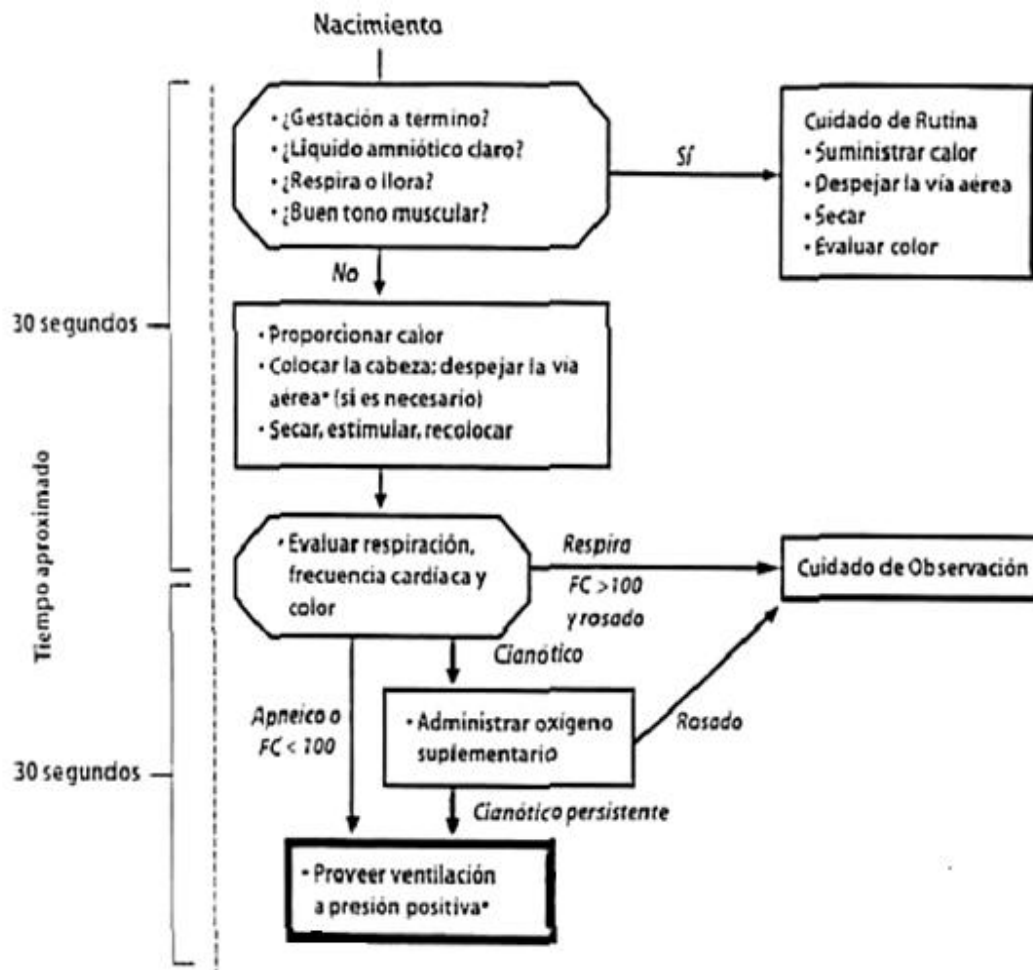 Nacimiento
• ¿Gestación a termino?
• ¿Liquido amniótico claro?
• ¿Respira o llora?
• ¿Buen tono muscular?
Sí
Cuidado de Rutina
• Suministrar calor
• Despejar la vía aérea
• Secar
• Evaluar color
No
30 segundos
• Proporcionar calor
• Colocar la cabeza; despejar la via
aérea* (si es necesario)
• Secar, estimular, recolocar
Tiempo aproximado
• Evaluar respiración,
frecuencia cardíaca y
color
Respira
FC >100
y rosado
Cuidado de Observación
Cianótico
Apneico o
FC < 100
• Administrar oxígeno
suplementario
Rosado
30 segundos
Cianótico persistente
• Proveer ventilación
a presión positiva*